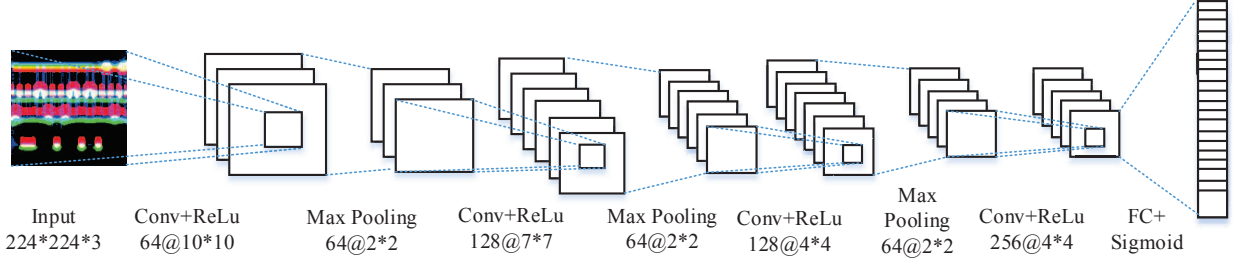 Input
224*224*3
Conv+ReLu
64@10*10
Max Pooling
64@2*2
Conv+ReLu
128@7*7
Max Pooling
64@2*2
Conv+ReLu
128@4*4
Max
Pooling
64@2*2
Conv+ReLu
256@4*4
FC+
Sigmoid